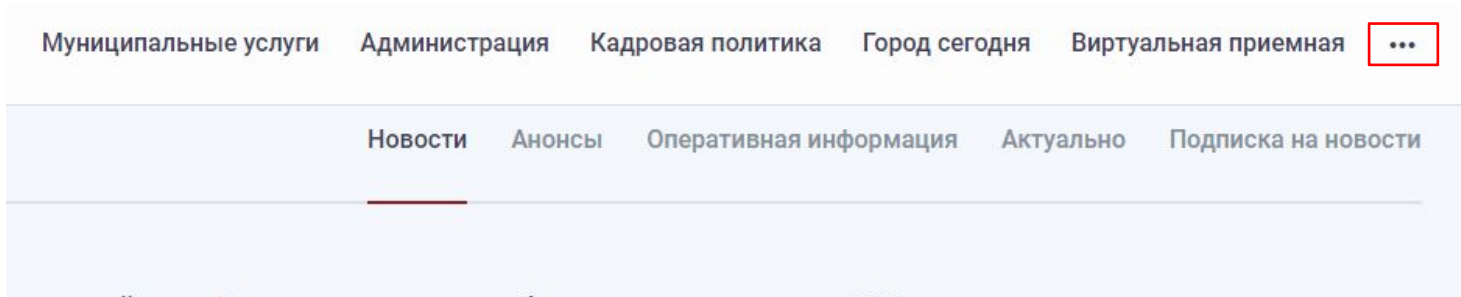 Муниципальные услуги Администрация Кадровая политика Город сегодня Виртуальная приемная •••
Новости Анонсы Оперативная информация Актуально Подписка на новости